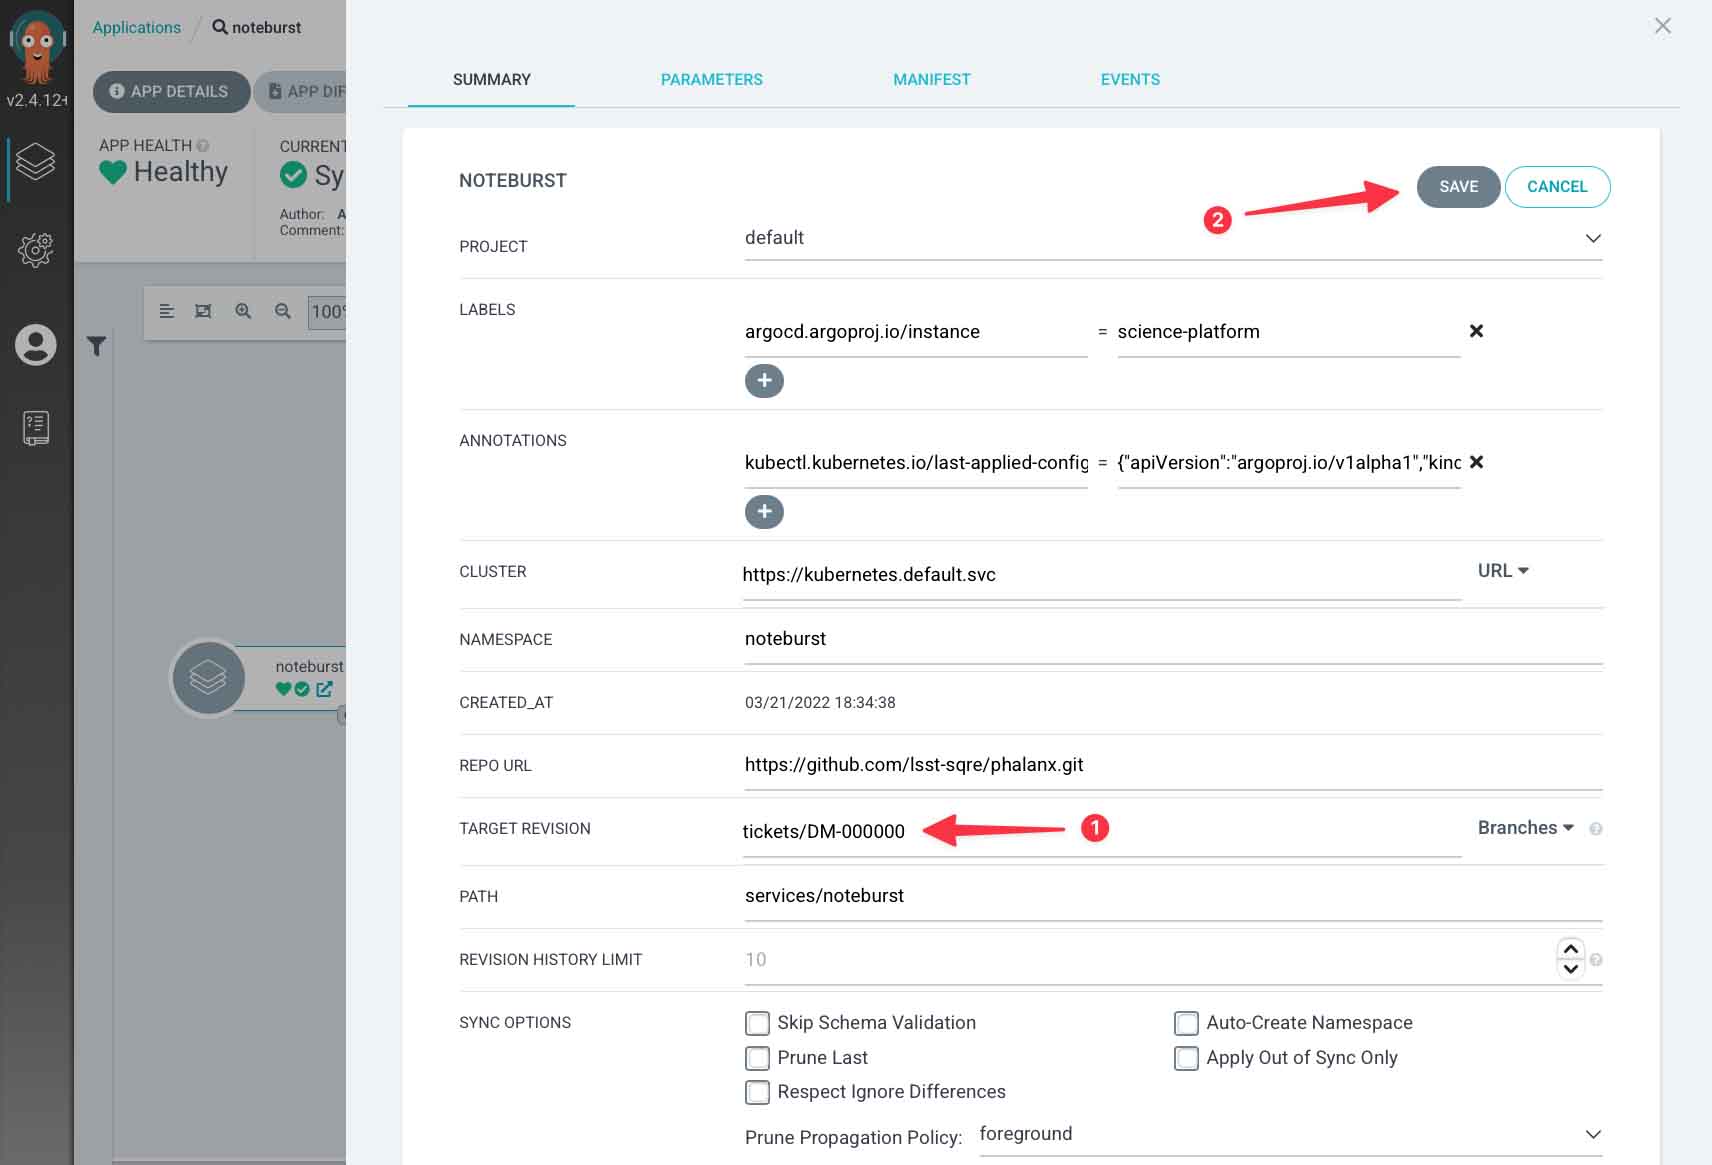 Applications / noteburst
v2.4.12+
APP DETAILS
APP DIF
APP HEALTH
Healthy
CURRENT
Sy
Author: A
Comment:
100%
noteburst
SUMMARY PARAMETERS MANIFEST EVENTS
NOTEBURST
SAVE CANCEL
2
PROJECT default
LABELS
argocd.argoproj.io/instance = science-platform
ANNOTATIONS
kubectl.kubernetes.io/last-applied-config = {"apiVersion":"argoproj.io/v1alpha1","kind
CLUSTER https://kubernetes.default.svc URL
NAMESPACE noteburst
CREATED_AT 03/21/2022 18:34:38
REPO URL https://github.com/lsst-sqre/phalanx.git
TARGET REVISION tickets/DM-000000 1 Branches
PATH services/noteburst
REVISION HISTORY LIMIT 10
SYNC OPTIONS Skip Schema Validation Auto-Create Namespace
Prune Last Apply Out of Sync Only
Respect Ignore Differences
Prune Propagation Policy: foreground